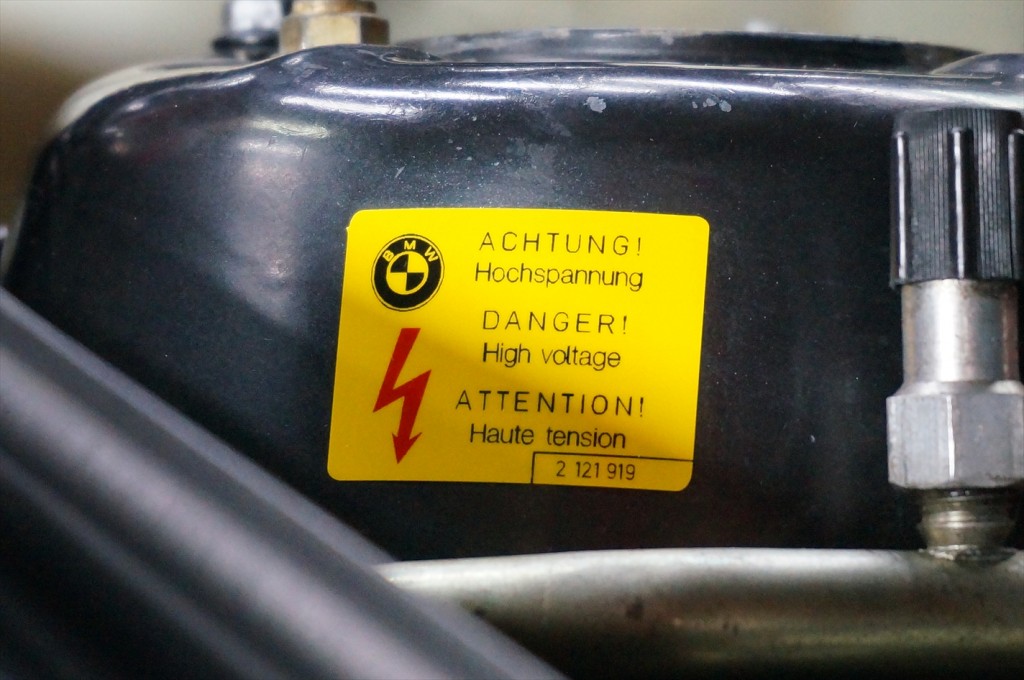 BMW
ACHTUNG!
Hochspannung
DANGER!
High voltage
ATTENTION!
Haute tension
2 121 919